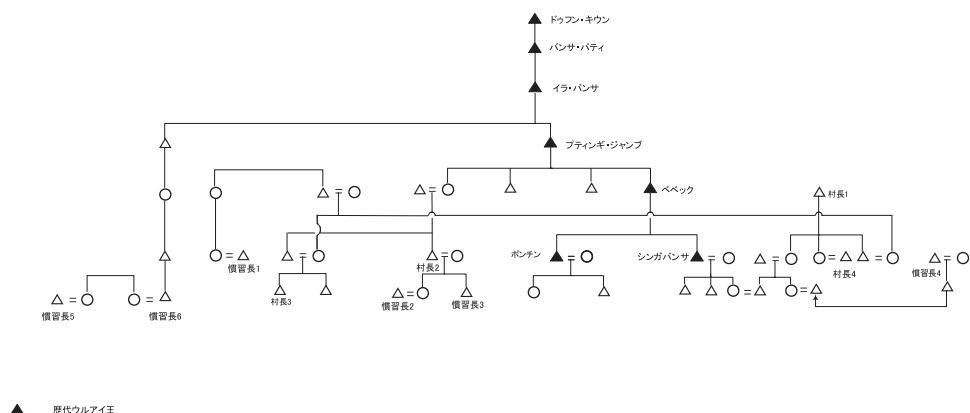 ドゥフン・キウン
バンサ・パティ
イラ・バンサ
プティンギ・ジャンブ
ベベック
村長1
慣習長1
村長2
ポンチン
シンガバンサ
村長4
慣習長4
村長3
慣習長2
慣習長3
慣習長5
慣習長6
歴代ウルアイ王